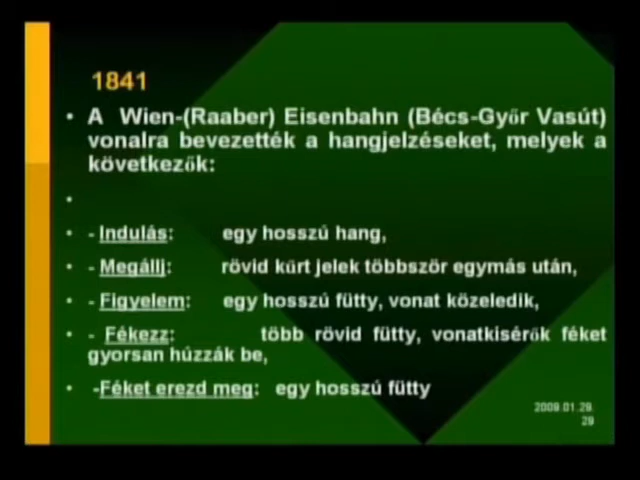 1841
• A Wien-(Raaber) Eisenbahn (Bécs-Győr Vasút)
vonalra bevezették a hangjelzéseket, melyek a
következők:
•
• - Indulás: egy hosszú hang,
• - Megállj: rövid kűrt jelek többször egymás után,
• - Figyelem: egy hosszú fütty, vonat közeledik,
• - Fékezz: több rövid fütty, vonatkisérők féket
gyorsan húzzák be,
• -Féket erezd meg: egy hosszú fütty
2009.01.29.
29